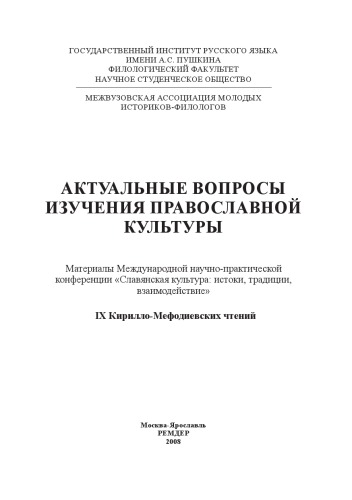 ГОСУДАРСТВЕННЫЙ ИНСТИТУТ РУССКОГО ЯЗЫКА
ИМЕНИ А.С. ПУШКИНА
ФИЛОЛОГИЧЕСКИЙ ФАКУЛЬТЕТ
НАУЧНОЕ СТУДЕНЧЕСКОЕ ОБЩЕСТВО
МЕЖВУЗОВСКАЯ АССОЦИАЦИЯ МОЛОДЫХ
ИСТОРИКОВ-ФИЛОЛОГОВ
АКТУАЛЬНЫЕ ВОПРОСЫ
ИЗУЧЕНИЯ ПРАВОСЛАВНОЙ
КУЛЬТУРЫ
Материалы Международной научно-практической
конференции «Славянская культура: истоки, традиции,
взаимодействие»
IX Кирилло-Мефодиевских чтений
Москва-Ярославль
РЕМДЕР
2008